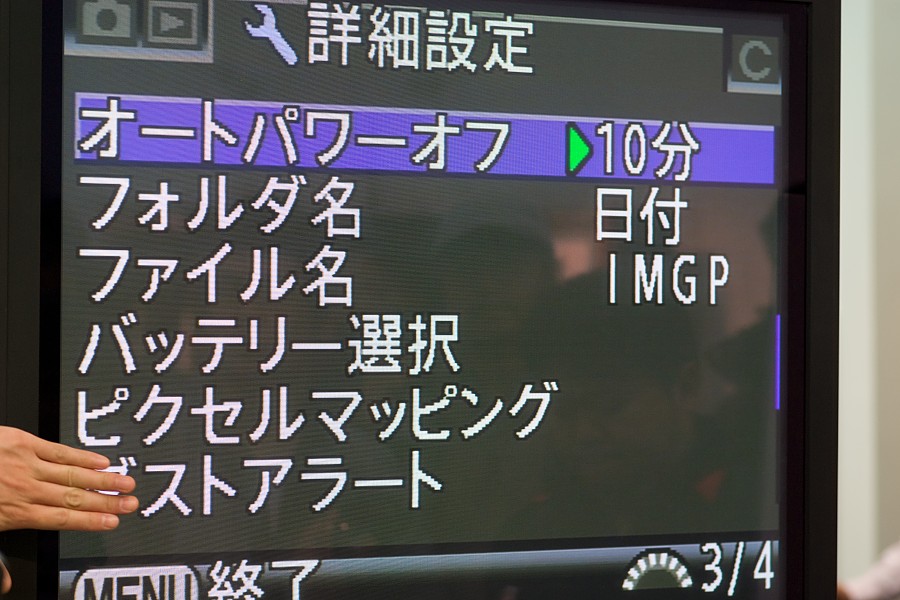 詳細設定
C
オートパワーオフ 10分
フォルダ名 日付
ファイル名 IMGP
バッテリー選択
ピクセルマッピング
ダストアラート
MENU 終了 3/4